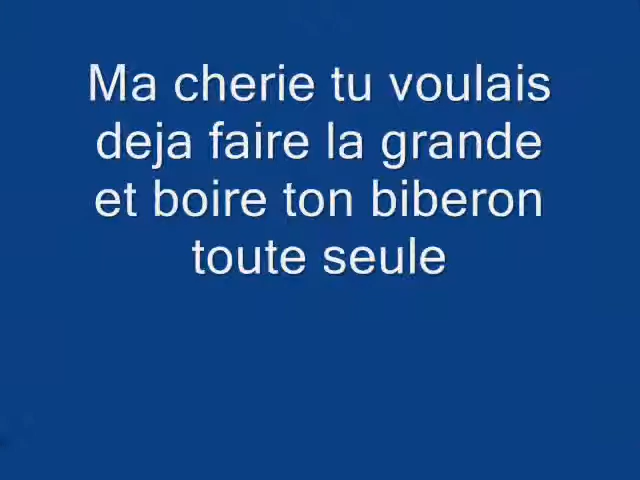 Ma cherie tu voulais
deja faire la grande
et boire ton biberon
toute seule